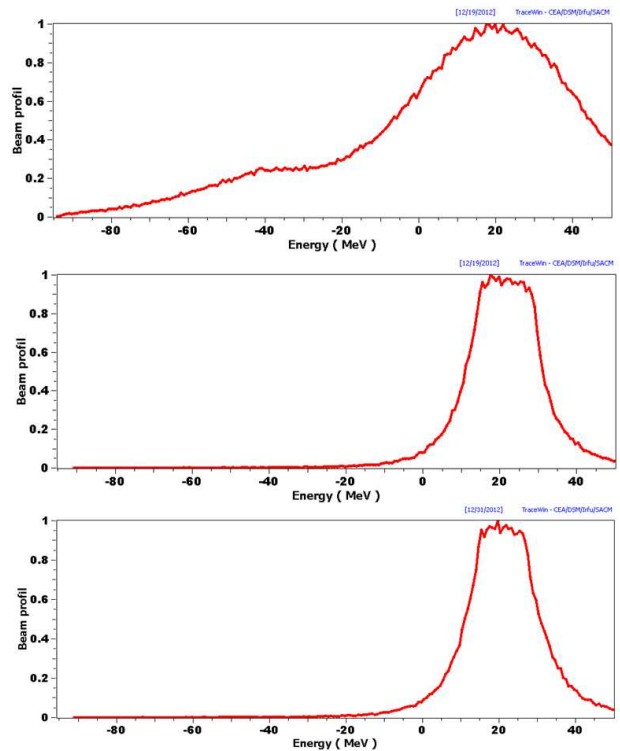 [12/19/2012] TraceWin - CEA/DSM/Irfu/SACM
1
0.8
0.6
0.4
0.2
0
Beam profil
-80 -60 -40 -20 0 20 40
Energy ( MeV )
[12/19/2012] TraceWin - CEA/DSM/Irfu/SACM
1
0.8
0.6
0.4
0.2
0
Beam profil
-80 -60 -40 -20 0 20 40
Energy ( MeV )
[12/31/2012] TraceWin - CEA/DSM/Irfu/SACM
1
0.8
0.6
0.4
0.2
0
Beam profil
-80 -60 -40 -20 0 20 40
Energy ( MeV )